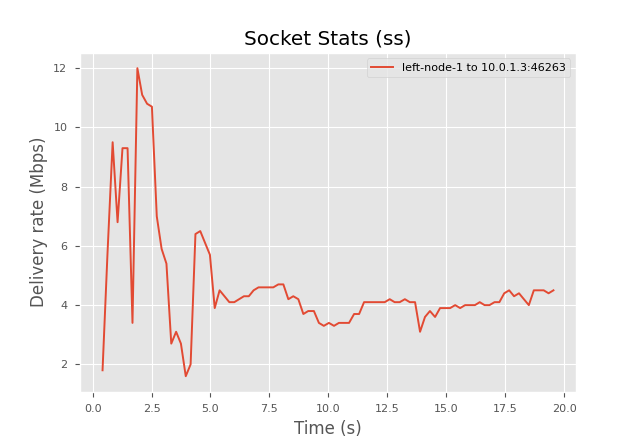 Socket Stats (ss)
left-node-1 to 10.0.1.3:46263
Delivery rate (Mbps)
12
10
8
6
4
2
0.0 2.5 5.0 7.5 10.0 12.5 15.0 17.5 20.0
Time (s)